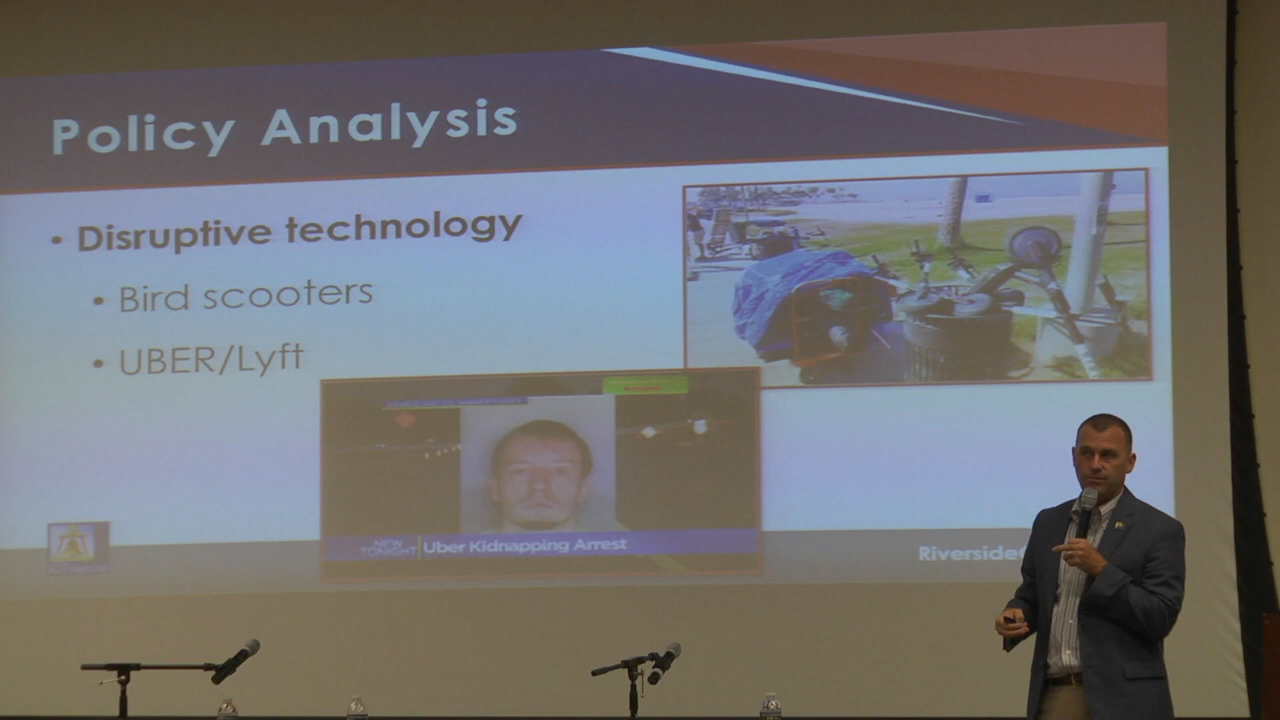 Policy Analysis
• Disruptive technology
• Bird scooters
• UBER/Lyft
NEW TONIGHT
Uber Kidnapping Arrest
Riverside